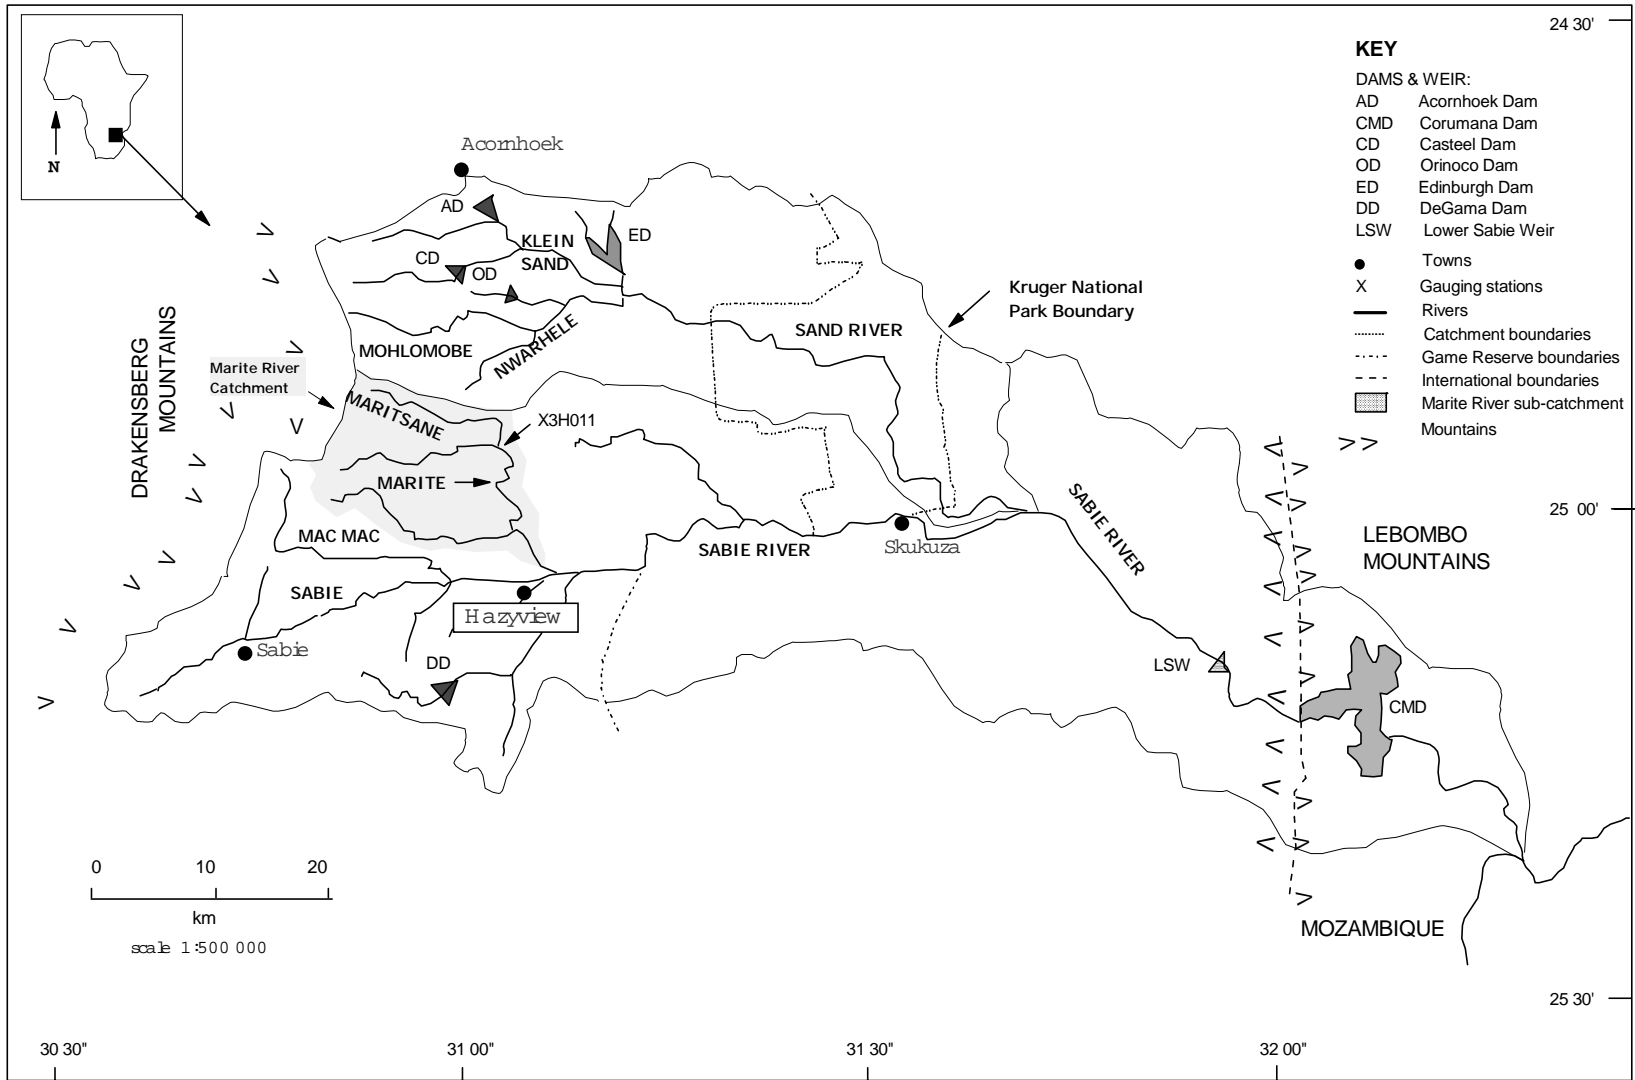 24 30'
KEY
DAMS & WEIR:
AD Acornhoek Dam
CMD Corumana Dam
CD Casteel Dam
OD Orinoco Dam
ED Edinburgh Dam
DD DeGama Dam
LSW Lower Sabie Weir
Towns
X Gauging stations
Rivers
Catchment boundaries
Game Reserve boundaries
International boundaries
Marite River sub-catchment
Mountains
N
Acornhoek
AD
KLEIN
SAND
ED
CD
OD
Kruger National
Park Boundary
SAND RIVER
MOHLOMOBE
NWARHELE
DRAKENSBERG
MOUNTAINS
Marite River
Catchment
MARITSANE
X3H011
MARITE
MAC MAC
SABIE RIVER
Skukuza
SABIE RIVER
25 00'
LEBOMBO
MOUNTAINS
SABIE
Hazyview
Sabie
DD
LSW
CMD
0 10 20
km
scale 1:500 000
MOZAMBIQUE
25 30'
30 30"
31 00"
31 30"
32 00"